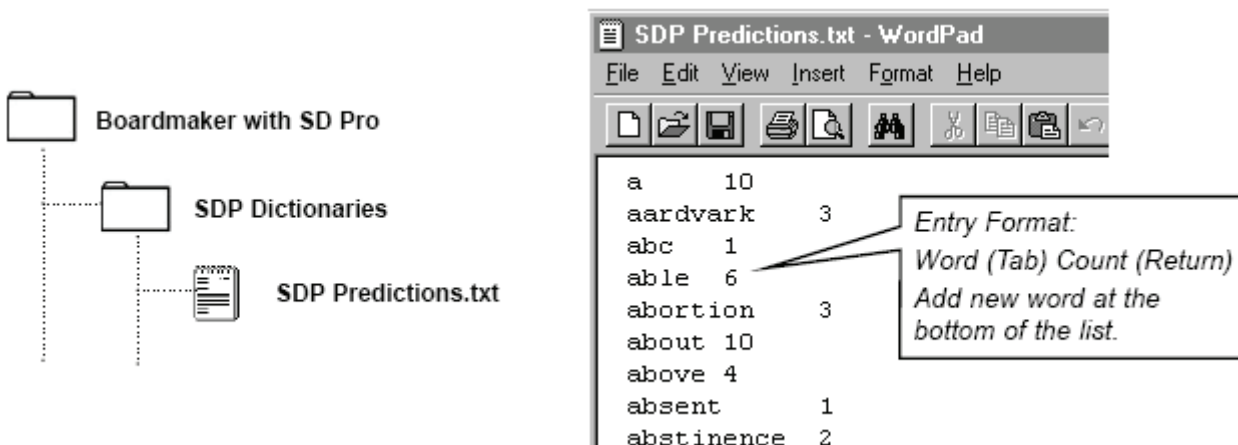 Boardmaker with SD Pro
SDP Dictionaries
SDP Predictions.txt
SDP Predictions.txt - WordPad
File Edit View Insert Format Help
a 10
aardvark 3
abc 1
able 6
abortion 3
about 10
above 4
absent 1
abstinence 2
Entry Format:
Word (Tab) Count (Return)
Add new word at the
bottom of the list.